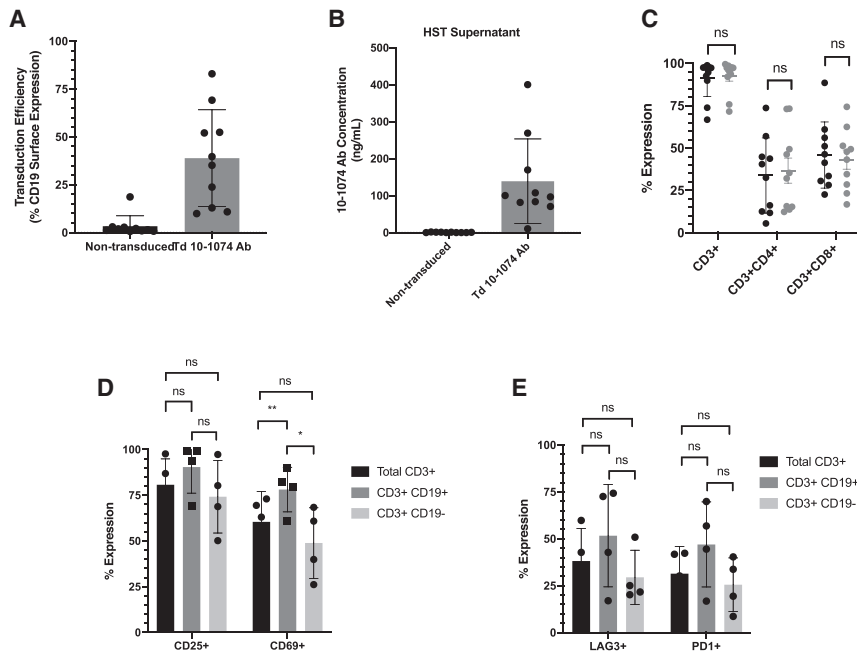 A
Transduction Efficiency
(% CD19 Surface Expression)
100
75
50
25
0
Non-transduced
Td 10-1074 Ab
B
HST Supernatant
10-1074 Ab Concentration
(ng/mL)
500
400
300
200
100
0
Non-transduced
Td 10-1074 Ab
C
ns
ns
ns
% Expression
100
75
50
25
0
CD3+
CD3+CD4+
CD3+CD8+
D
ns
ns
ns
ns
**
*
% Expression
100
75
50
25
0
CD25+
CD69+
Total CD3+
CD3+ CD19+
CD3+ CD19-
E
ns
ns
ns
ns
ns
ns
% Expression
100
75
50
25
0
LAG3+
PD1+
Total CD3+
CD3+ CD19+
CD3+ CD19-